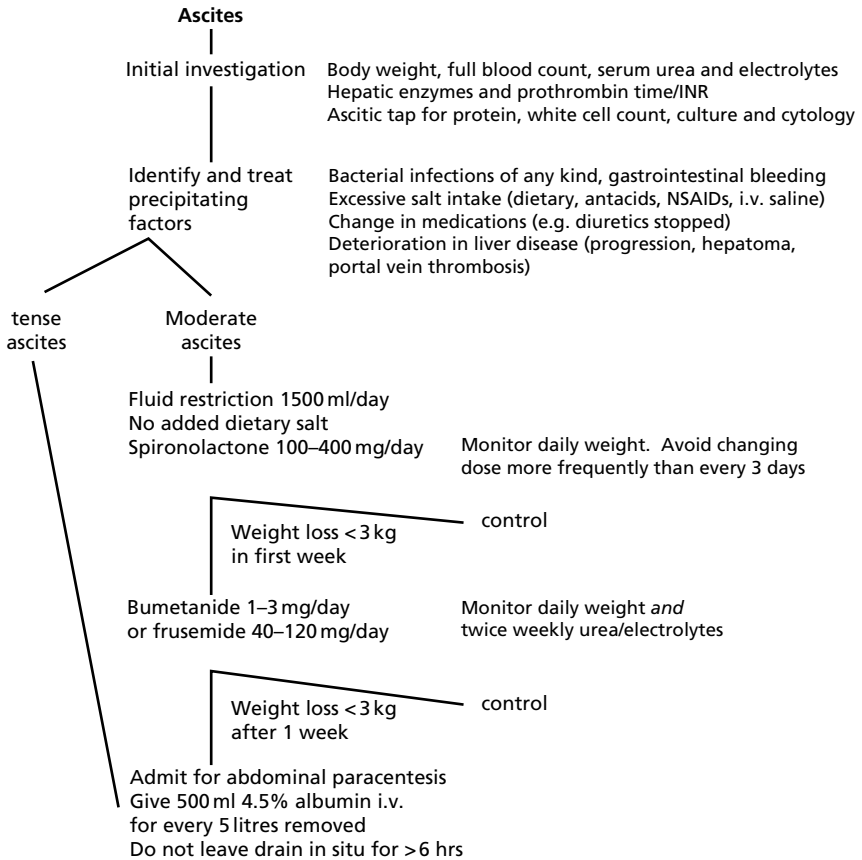 Ascites
Initial investigation
Body weight, full blood count, serum urea and electrolytes
Hepatic enzymes and prothrombin time/INR
Ascitic tap for protein, white cell count, culture and cytology
Identify and treat
precipitating
factors
Bacterial infections of any kind, gastrointestinal bleeding
Excessive salt intake (dietary, antacids, NSAIDs, i.v. saline)
Change in medications (e.g. diuretics stopped)
Deterioration in liver disease (progression, hepatoma,
portal vein thrombosis)
tense
ascites
Moderate
ascites
Fluid restriction 1500 ml/day
No added dietary salt
Spironolactone 100–400 mg/day
Monitor daily weight. Avoid changing
dose more frequently than every 3 days
Weight loss <3 kg
in first week
control
Bumetanide 1–3 mg/day
or frusemide 40–120 mg/day
Monitor daily weight and
twice weekly urea/electrolytes
Weight loss <3 kg
after 1 week
control
Admit for abdominal paracentesis
Give 500 ml 4.5% albumin i.v.
for every 5 litres removed
Do not leave drain in situ for >6 hrs